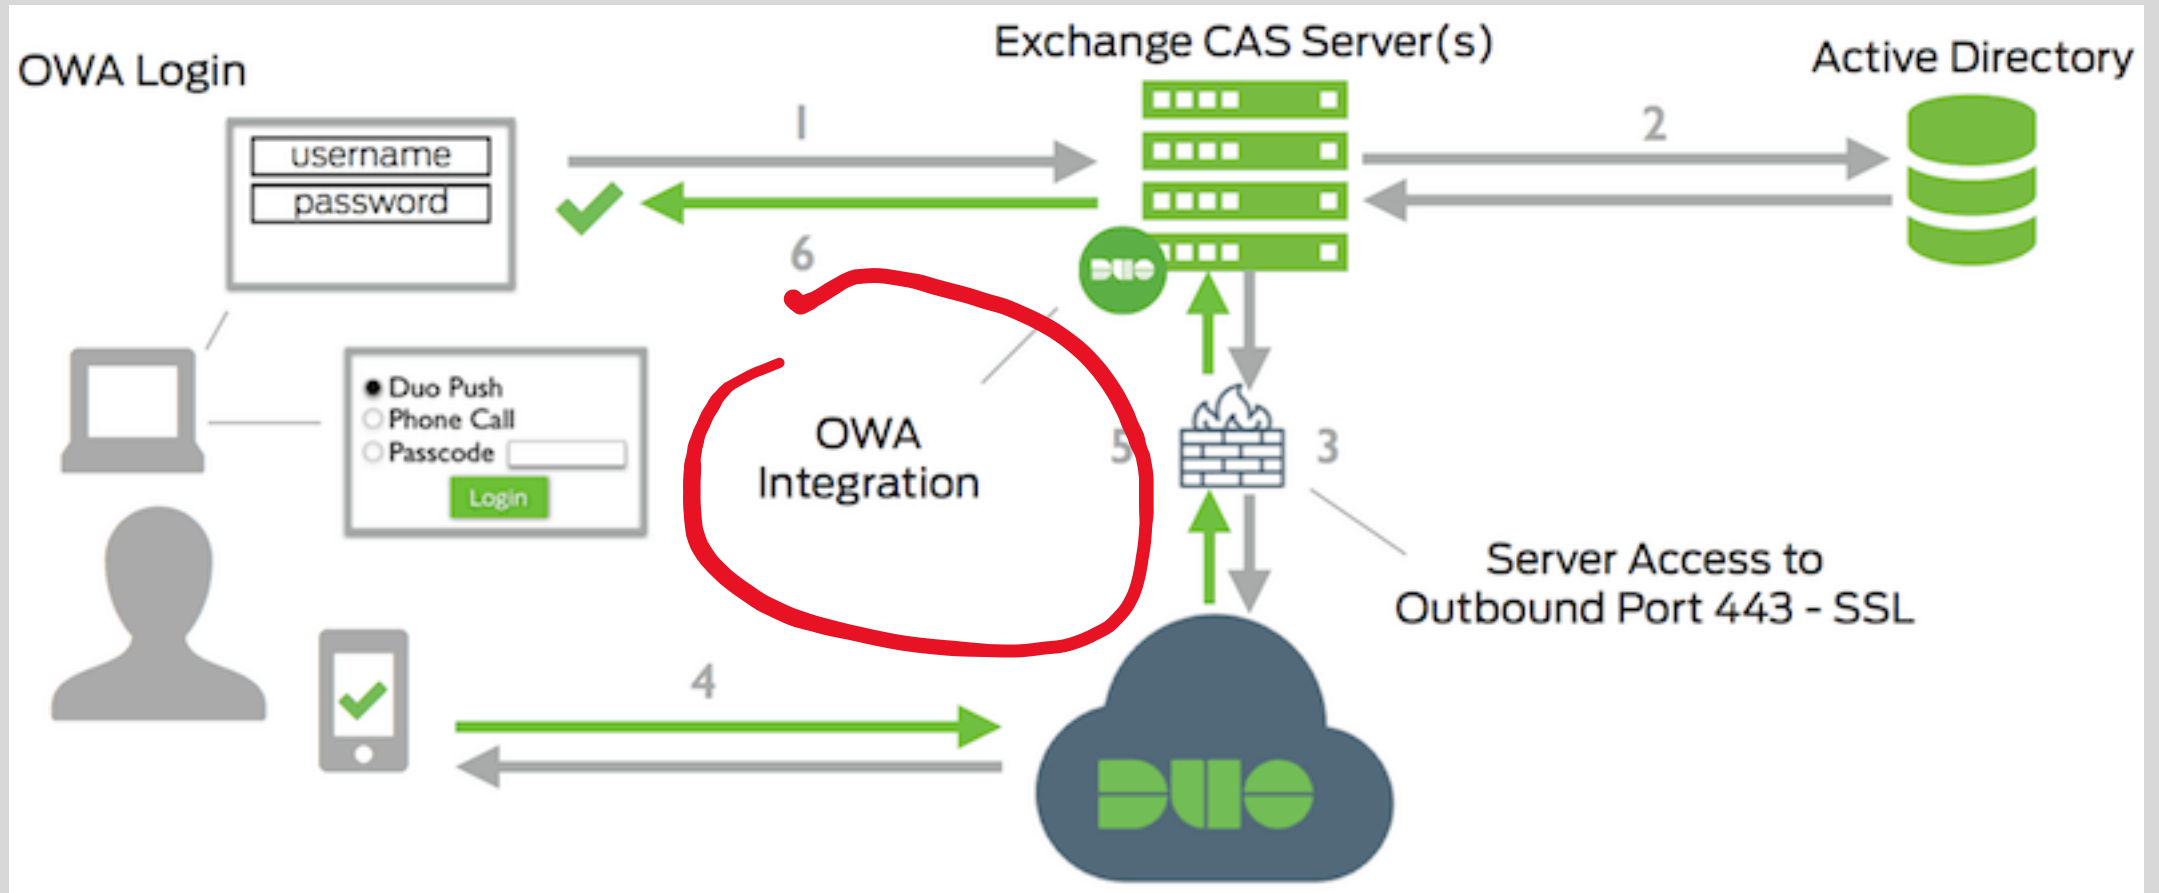 Exchange CAS Server(s)
Active Directory
OWA Login
username
password
1
2
6
DUO
Duo Push
Phone Call
Passcode
Login
OWA
Integration
5
3
Server Access to
Outbound Port 443 - SSL
4
DUO